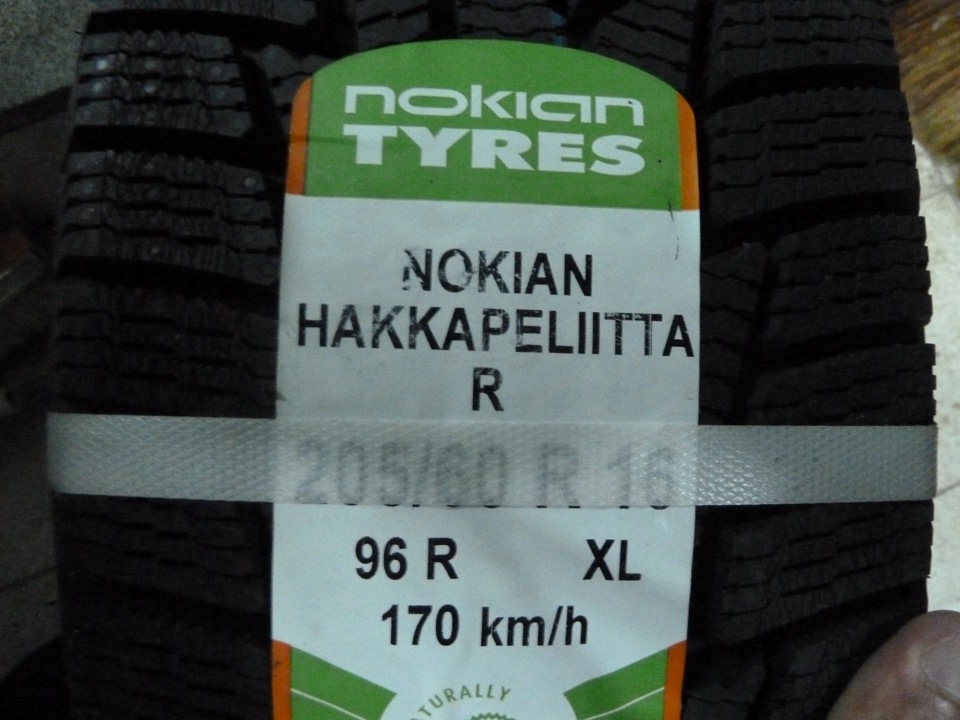 nokian
TYRES
NOKIAN
HAKKAPELIITTA
R
205/60 R 16
96 R XL
170 km/h